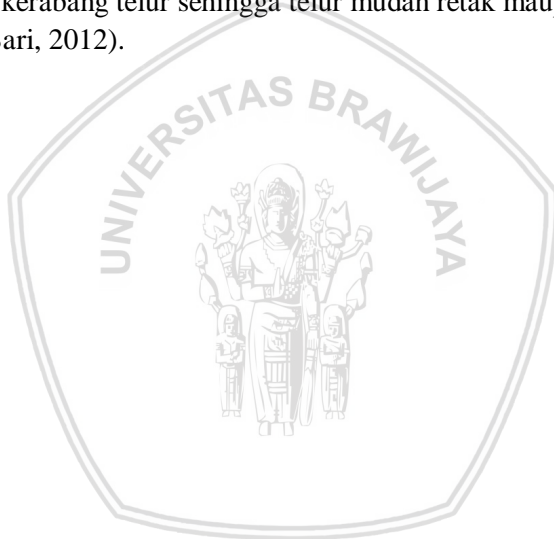 kerabang telur sehingga telur mudah retak mau
ari, 2012).
UNIVERSITAS BRAWIJAYA